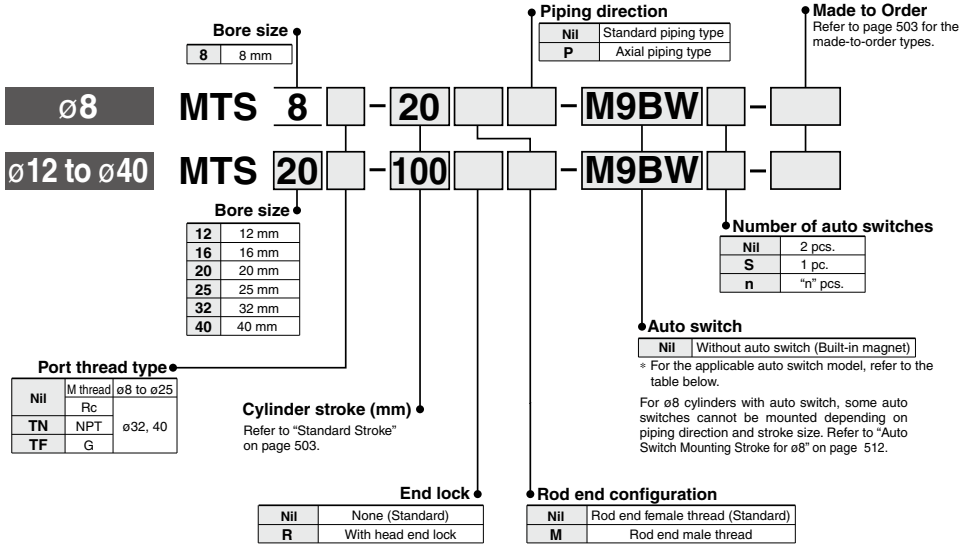 Piping direction
Nil Standard piping type
P Axial piping type
Made to Order
Refer to page 503 for the
made-to-order types.
Bore size
8 8 mm
ø8 MTS 8 - 20 - M9BW -
ø12 to ø40 MTS 20 - 100 - M9BW -
Bore size
12 12 mm
16 16 mm
20 20 mm
25 25 mm
32 32 mm
40 40 mm
Number of auto switches
Nil 2 pcs.
S 1 pc.
n “n” pcs.
Auto switch
Nil Without auto switch (Built-in magnet)
* For the applicable auto switch model, refer to the
table below.
For ø8 cylinders with auto switch, some auto
switches cannot be mounted depending on
piping direction and stroke size. Refer to “Auto
Switch Mounting Stroke for ø8” on page 512.
Port thread type
Nil M thread ø8 to ø25
Rc ø32, 40
TN NPT
TF G
Cylinder stroke (mm)
Refer to “Standard Stroke”
on page 503.
End lock
Nil None (Standard)
R With head end lock
Rod end configuration
Nil Rod end female thread (Standard)
M Rod end male thread